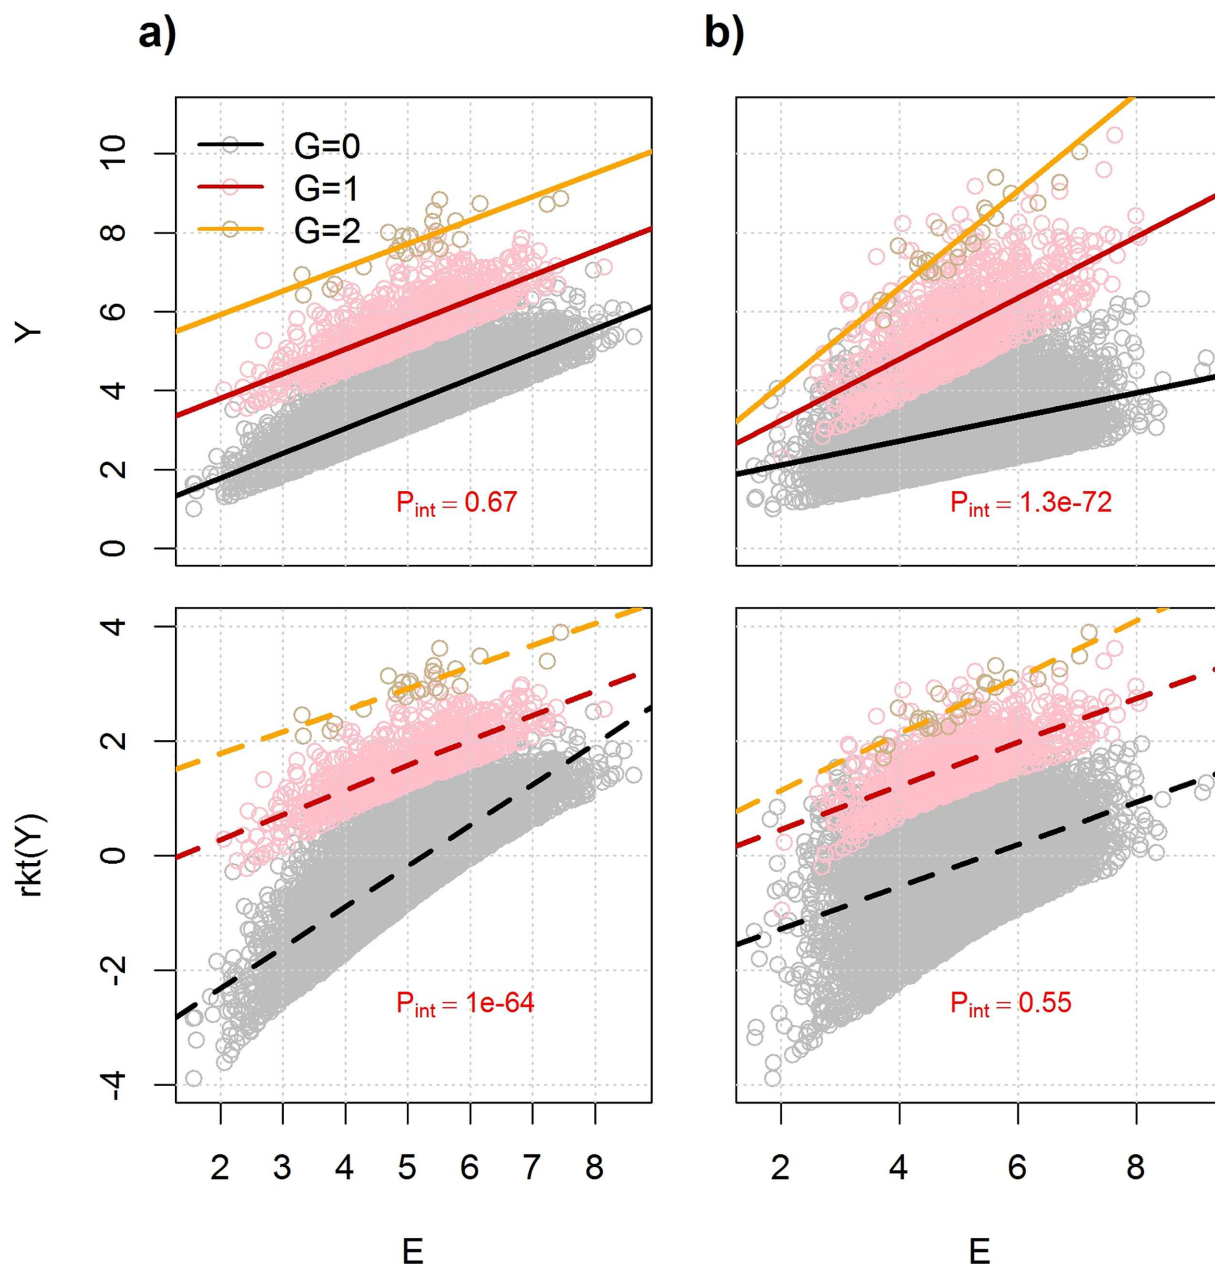 a)
b)
Y
10
8
6
4
2
0
G=0
G=1
G=2
P_int = 0.67
P_int = 1.3e-72
rkt(Y)
4
2
0
-2
-4
P_int = 1e-64
P_int = 0.55
2 3 4 5 6 7 8
2 4 6 8
E
E